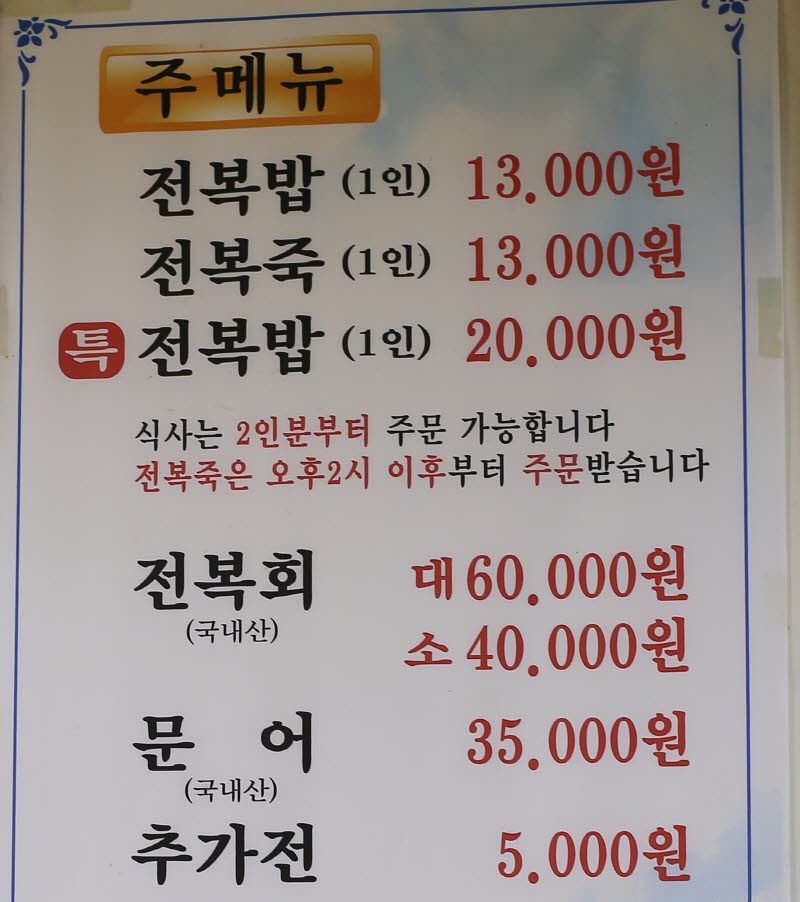 주메뉴
전복밥 (1인) 13.000원
전복죽 (1인) 13.000원
특 전복밥 (1인) 20.000원
식사는 2인분부터 주문 가능합니다
전복죽은 오후2시 이후부터 주문받습니다
전복회 대 60.000원
(국내산)
소 40.000원
문 어 35.000원
(국내산)
추가전 5.000원